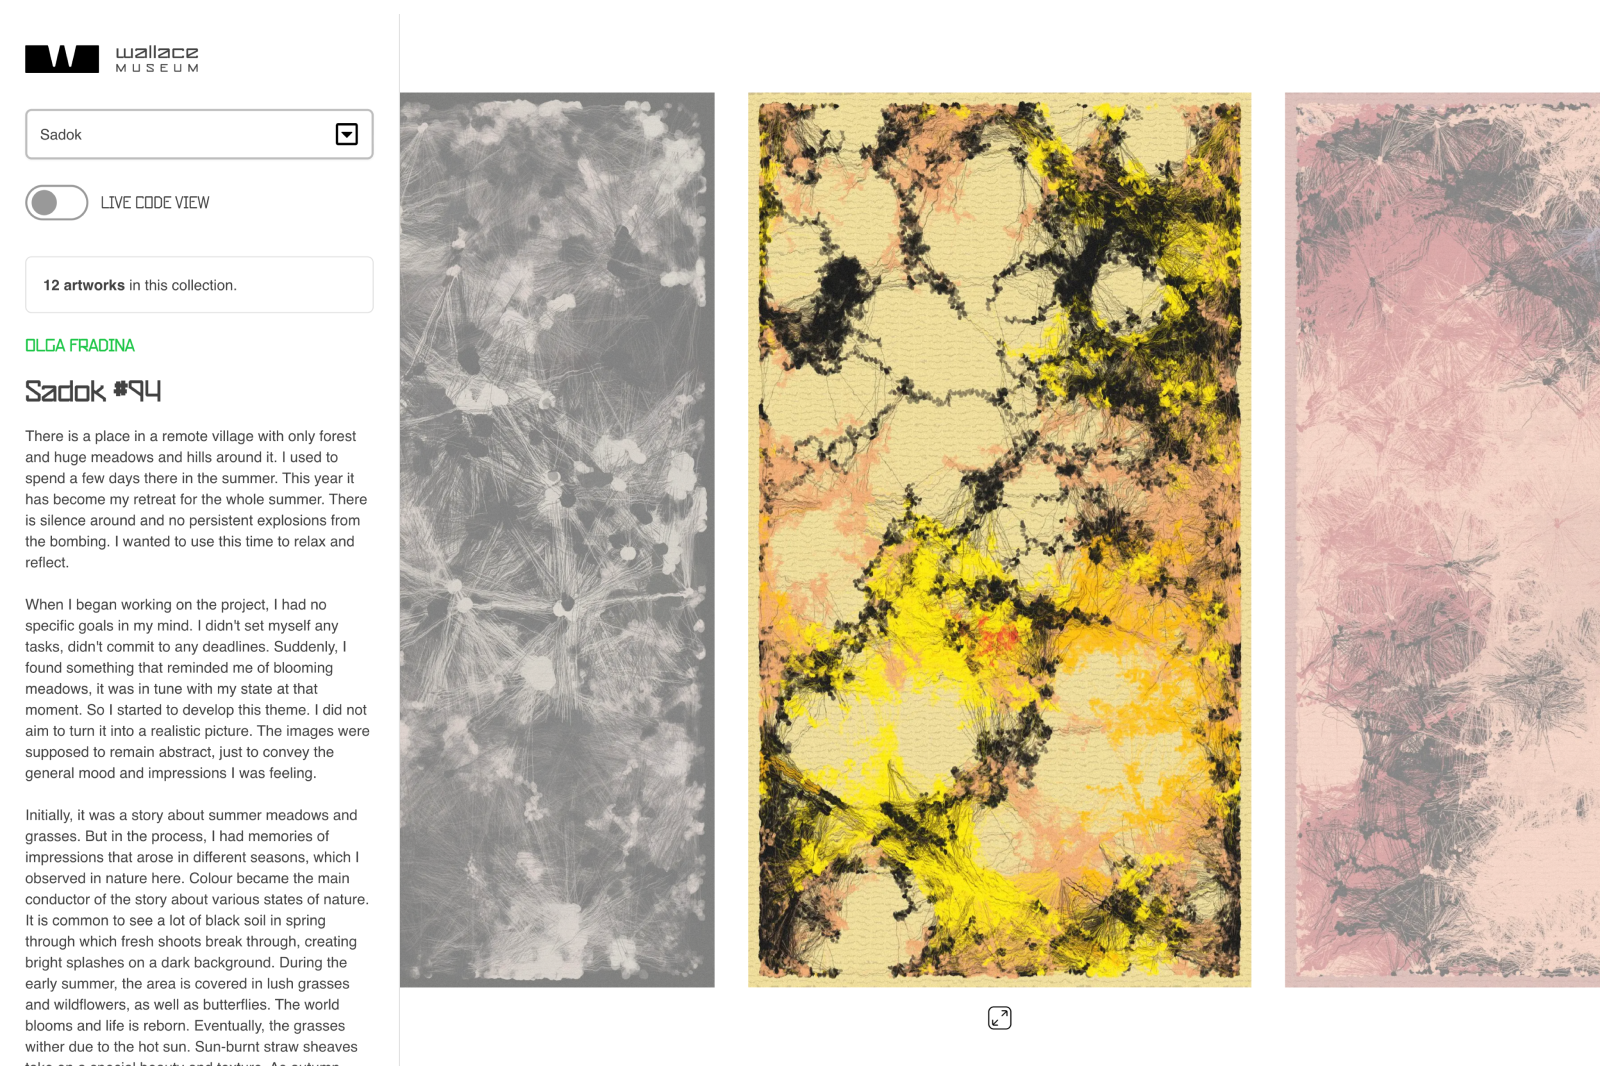 W
wallace
MUSEUM
Sadok
LIVE CODE VIEW
12 artworks in this collection.
OLGA FRADINA
Sadok #94
There is a place in a remote village with only forest
and huge meadows and hills around it. I used to
spend a few days there in the summer. This year it
has become my retreat for the whole summer. There
is silence around and no persistent explosions from
the bombing. I wanted to use this time to relax and
reflect.
When I began working on the project, I had no
specific goals in my mind. I didn't set myself any
tasks, didn't commit to any deadlines. Suddenly, I
found something that reminded me of blooming
meadows, it was in tune with my state at that
moment. So I started to develop this theme. I did not
aim to turn it into a realistic picture. The images were
supposed to remain abstract, just to convey the
general mood and impressions I was feeling.
Initially, it was a story about summer meadows and
grasses. But in the process, I had memories of
impressions that arose in different seasons, which I
observed in nature here. Colour became the main
conductor of the story about various states of nature.
It is common to see a lot of black soil in spring
through which fresh shoots break through, creating
bright splashes on a dark background. During the
early summer, the area is covered in lush grasses
and wildflowers, as well as butterflies. The world
blooms and life is reborn. Eventually, the grasses
wither due to the hot sun. Sun-burnt straw sheaves
take on a special beauty and texture. As autumn